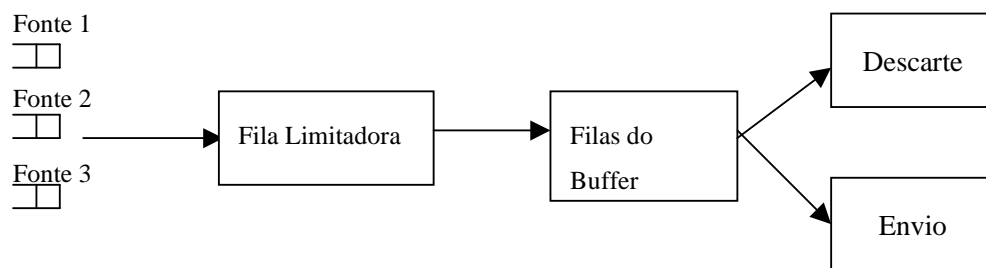 Fonte 1
Fonte 2
Fonte 3
Fila Limitadora
Filas do
Buffer
Descarte
Envio